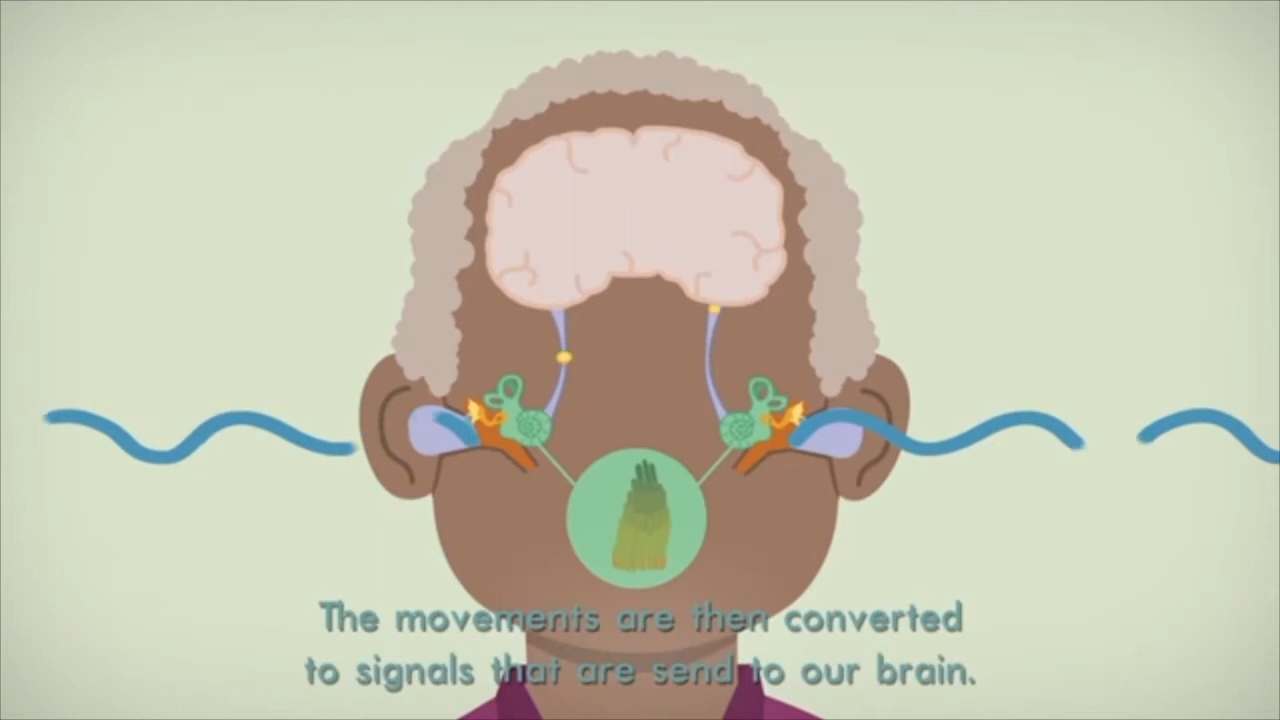 The movements are then converted
to signals that are send to our brain.